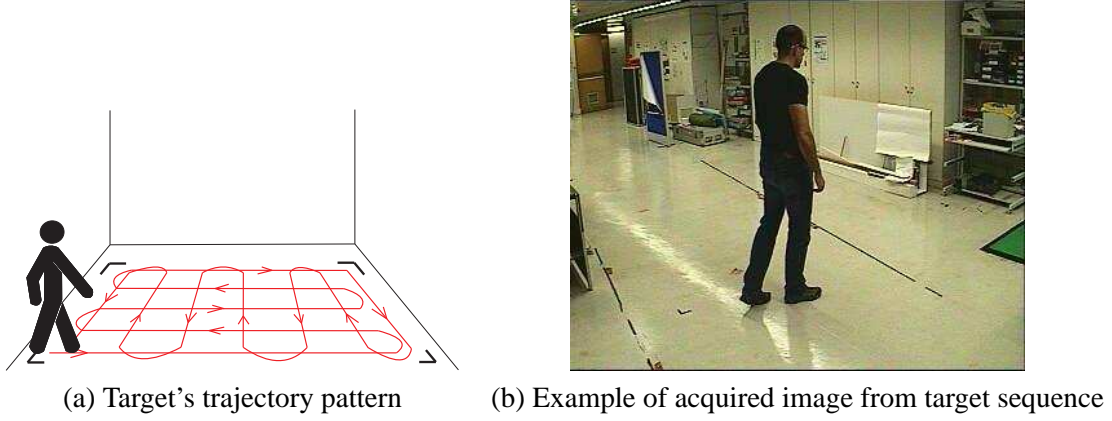 (a) Target's trajectory pattern
(b) Example of acquired image from target sequence